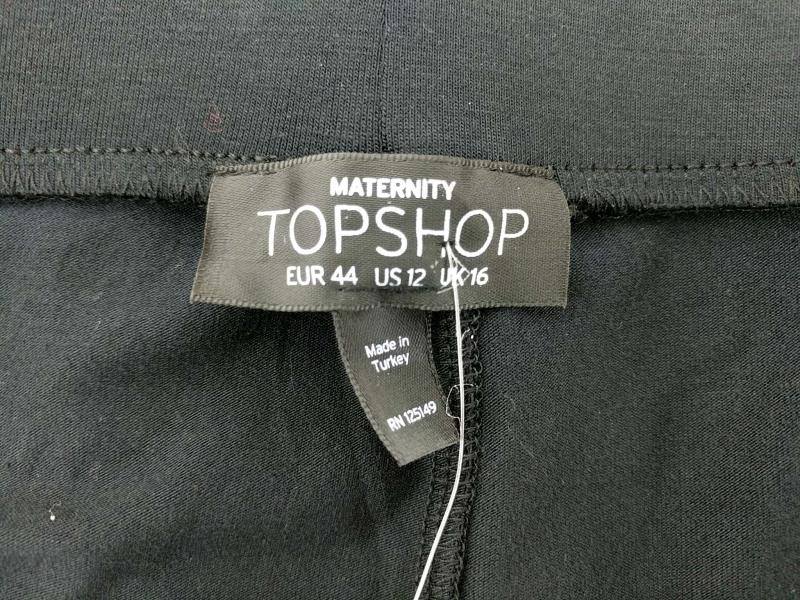 MATERNITY
TOPSHOP
EUR 44 US 12 UK 16
Made in
Turkey
RN 125149